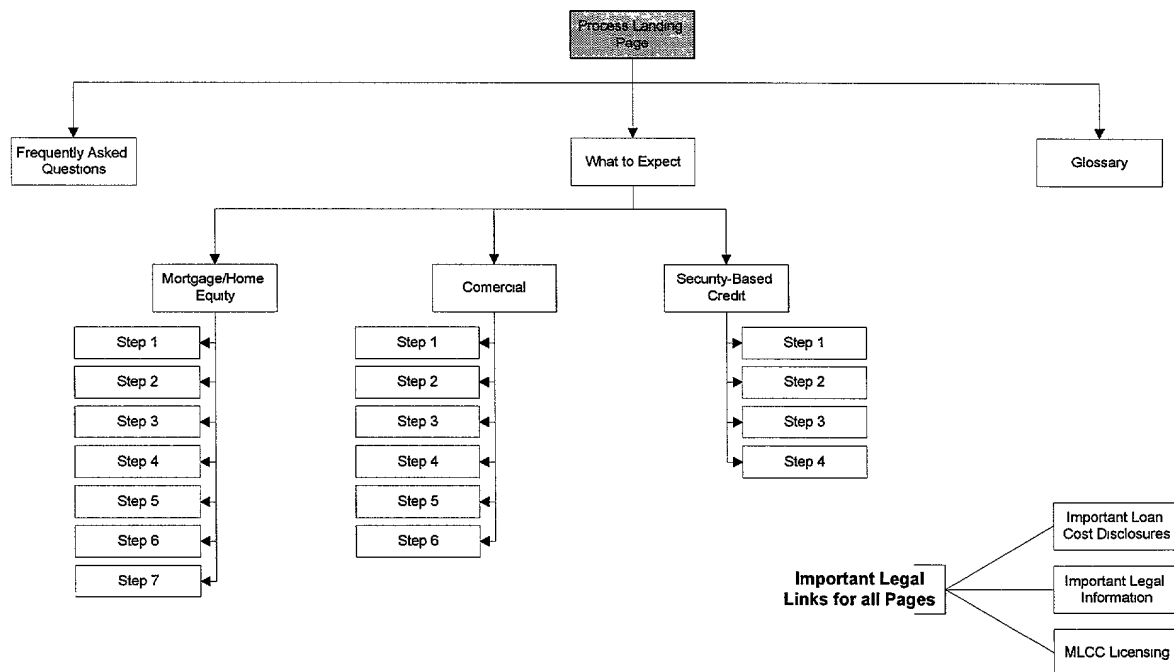 Process Landing
Page
Frequently Asked
Questions
What to Expect
Glossary
Mortgage/Home
Equity
Comercial
Security-Based
Credit
Step 1
Step 2
Step 3
Step 4
Step 5
Step 6
Step 7
Step 1
Step 2
Step 3
Step 4
Step 5
Step 6
Step 1
Step 2
Step 3
Step 4
Important Legal
Links for all Pages
Important Loan
Cost Disclosures
Important Legal
Information
MLCC Licensing